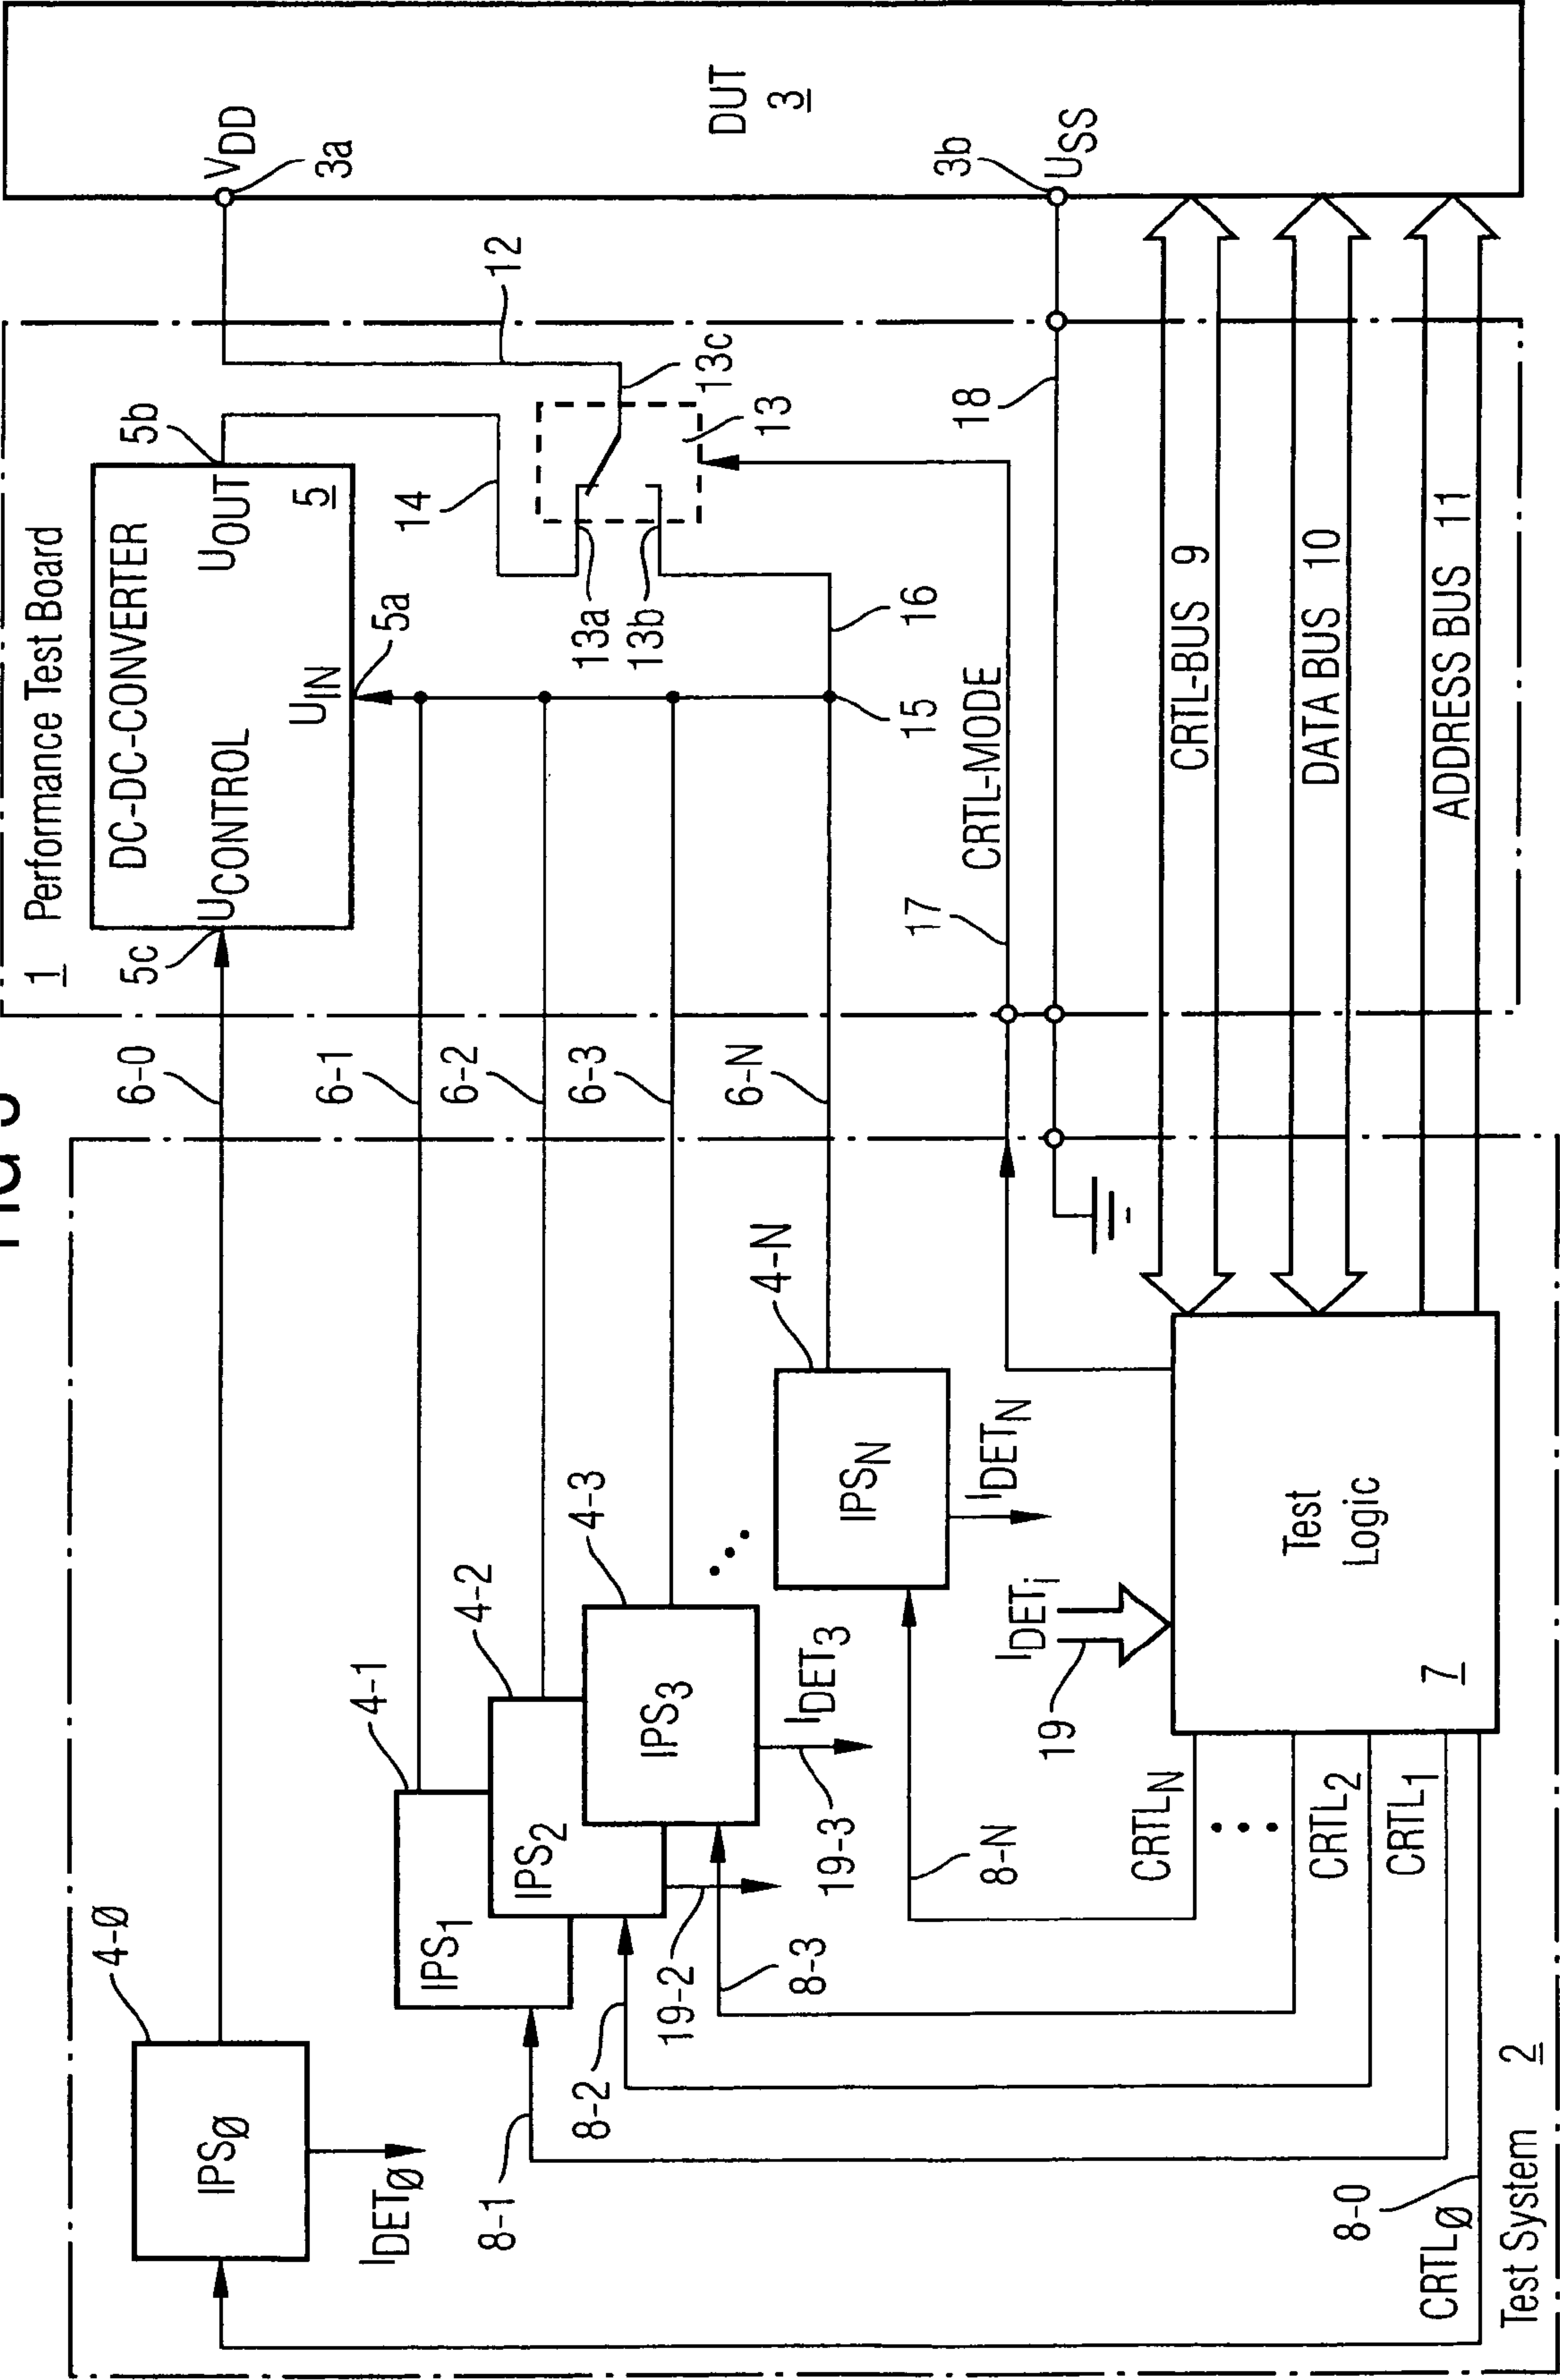 1 Performance Test Board
DC-DC-CONVERTER
UCONTROL
UOUT
UIN
5
5a
5b
5c
VDD
3a
DUT
3
3b
USS
12
13c
13
14
13a
13b
16
15
18
17
CRTL-MODE
CRTL-BUS 9
DATA BUS 10
ADDRESS BUS 11
6-0
6-1
6-2
6-3
6-N
4-Ø
IPSØ
IDETØ
4-1
IPS1
4-2
IPS2
4-3
IPS3
IDET3
4-N
IPSN
IDETN
19-2
19-3
8-1
8-2
8-3
8-N
IDETi
19
Test
Logic
7
CRTLN
CRTL2
CRTL1
8-0
CRTLØ
Test System 2